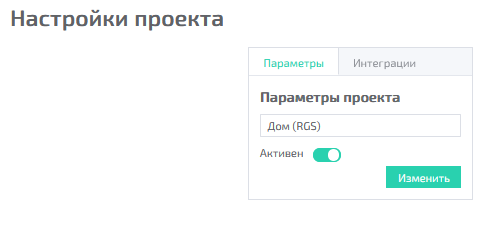 Настройки проекта
Параметры
Интеграции
Параметры проекта
Дом (RGS)
Активен
Изменить